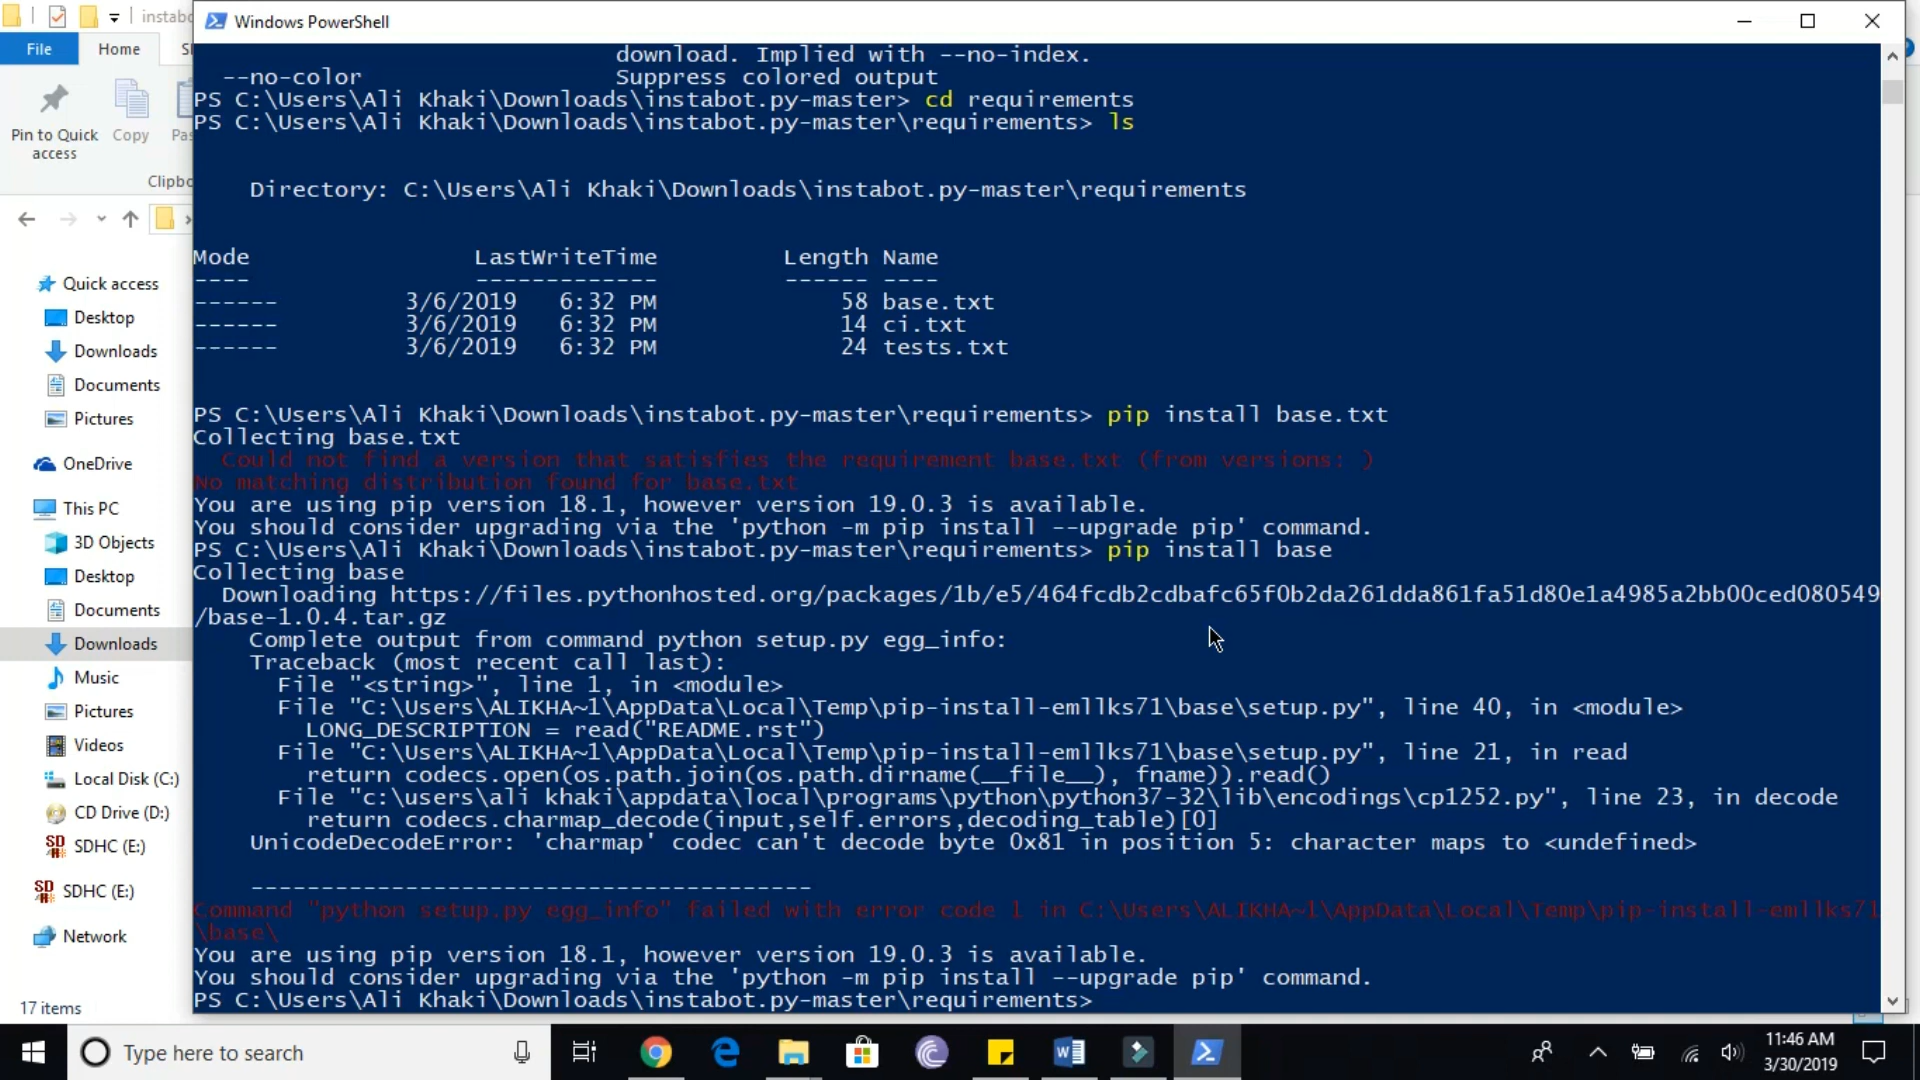 instabo
Windows PowerShell
File
Home
Pin to Quick access
Copy
Quick access
Desktop
Downloads
Documents
Pictures
OneDrive
This PC
3D Objects
Desktop
Documents
Downloads
Music
Pictures
Videos
Local Disk (C:)
CD Drive (D:)
SDHC (E:)
SDHC (E:)
Network
17 items
download. Implied with --no-index.
--no-color                  Suppress colored output
PS C:\Users\Ali Khaki\Downloads\instabot.py-master> cd requirements
PS C:\Users\Ali Khaki\Downloads\instabot.py-master\requirements> ls
Directory: C:\Users\Ali Khaki\Downloads\instabot.py-master\requirements
Mode                LastWriteTime         Length Name
----                -------------         ------ ----
------         3/6/2019   6:32 PM             58 base.txt
------         3/6/2019   6:32 PM             14 ci.txt
------         3/6/2019   6:32 PM             24 tests.txt
PS C:\Users\Ali Khaki\Downloads\instabot.py-master\requirements> pip install base.txt
Collecting base.txt
Could not find a version that satisfies the requirement base.txt (from versions: )
No matching distribution found for base.txt
You are using pip version 18.1, however version 19.0.3 is available.
You should consider upgrading via the 'python -m pip install --upgrade pip' command.
PS C:\Users\Ali Khaki\Downloads\instabot.py-master\requirements> pip install base
Collecting base
Downloading https://files.pythonhosted.org/packages/1b/e5/464fcdb2cdbafc65f0b2da261dda861fa51d80e1a4985a2bb00ced080549
/base-1.0.4.tar.gz
Complete output from command python setup.py egg_info:
Traceback (most recent call last):
File "<string>", line 1, in <module>
File "C:\Users\ALIKHA~1\AppData\Local\Temp\pip-install-emllks71\base\setup.py", line 40, in <module>
LONG_DESCRIPTION = read("README.rst")
File "C:\Users\ALIKHA~1\AppData\Local\Temp\pip-install-emllks71\base\setup.py", line 21, in read
return codecs.open(os.path.join(os.path.dirname(__file__), fname)).read()
File "c:\users\ali khaki\appdata\local\programs\python\python37-32\lib\encodings\cp1252.py", line 23, in decode
return codecs.charmap_decode(input,self.errors,decoding_table)[0]
UnicodeDecodeError: 'charmap' codec can't decode byte 0x81 in position 5: character maps to <undefined>
----------------------------------------
Command "python setup.py egg_info" failed with error code 1 in C:\Users\ALIKHA~1\AppData\Local\Temp\pip-install-emllks71
\base\
You are using pip version 18.1, however version 19.0.3 is available.
You should consider upgrading via the 'python -m pip install --upgrade pip' command.
PS C:\Users\Ali Khaki\Downloads\instabot.py-master\requirements>
Type here to search
11:46 AM
3/30/2019